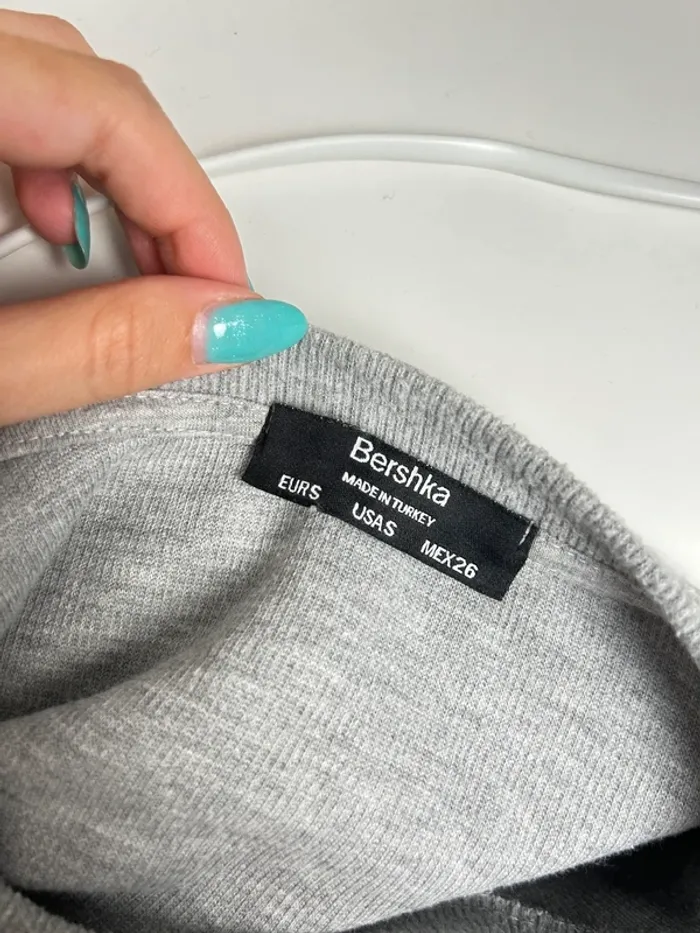 Bershka
MADE IN TURKEY
EUR S USA S MEX 26